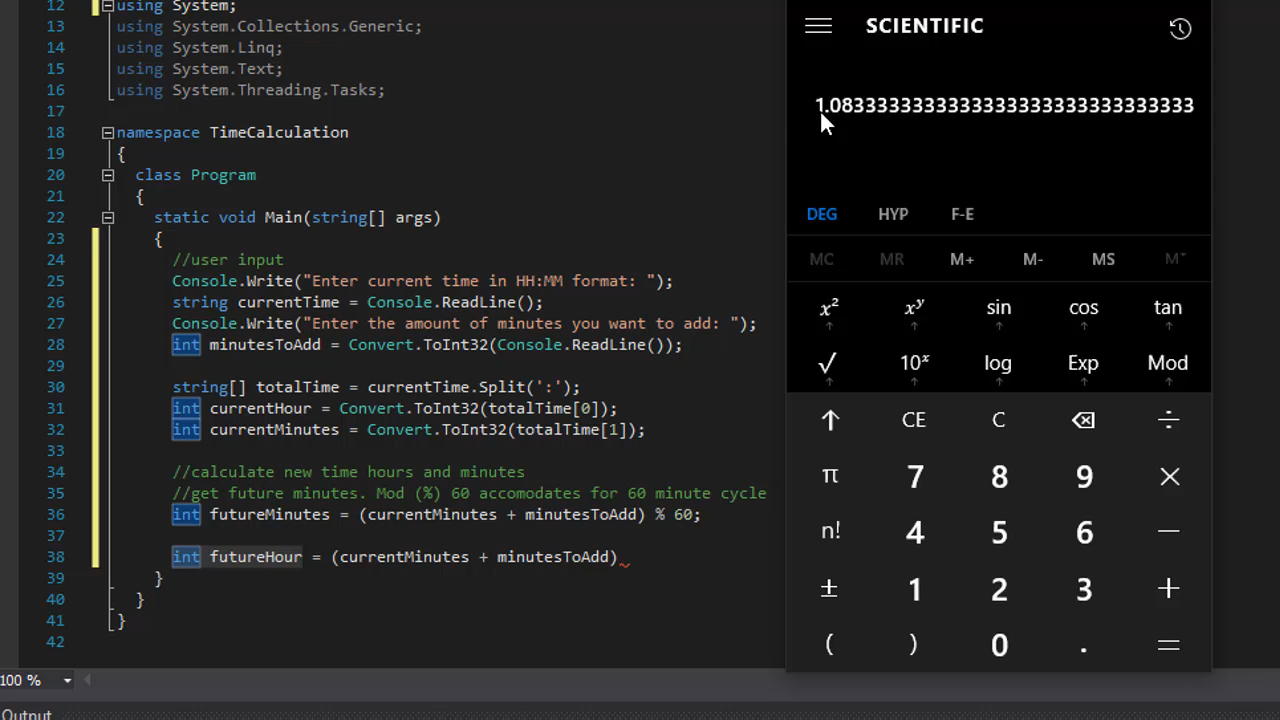 12 using System;
13 using System.Collections.Generic;
14 using System.Linq;
15 using System.Text;
16 using System.Threading.Tasks;
17
18 namespace TimeCalculation
19 {
20 class Program
21 {
22 static void Main(string[] args)
23 {
24 //user input
25 Console.Write("Enter current time in HH:MM format: ");
26 string currentTime = Console.ReadLine();
27 Console.Write("Enter the amount of minutes you want to add: ");
28 int minutesToAdd = Convert.ToInt32(Console.ReadLine());
29
30 string[] totalTime = currentTime.Split(':');
31 int currentHour = Convert.ToInt32(totalTime[0]);
32 int currentMinutes = Convert.ToInt32(totalTime[1]);
33
34 //calculate new time hours and minutes
35 //get future minutes. Mod (%) 60 accomodates for 60 minute cycle
36 int futureMinutes = (currentMinutes + minutesToAdd) % 60;
37
38 int futureHour = (currentMinutes + minutesToAdd)
39 }
40 }
41 }
42
100 %
Output
SCIENTIFIC
1.0833333333333333333333333333333
DEG HYP F-E
MC MR M+ M- MS M˅
x² xʸ sin cos tan
√ 10ˣ log Exp Mod
↑ CE C ⌫ ÷
π 7 8 9 ×
n! 4 5 6 −
± 1 2 3 +
( ) 0 . =